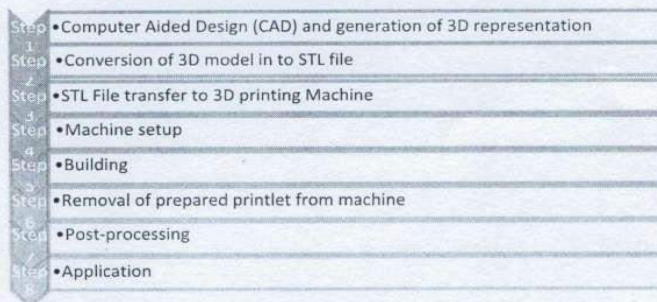 Step 1
•Computer Aided Design (CAD) and generation of 3D representation
Step 2
•Conversion of 3D model in to STL file
Step 3
•STL File transfer to 3D printing Machine
Step 4
•Machine setup
Step 5
•Building
Step 6
•Removal of prepared printlet from machine
Step 7
•Post-processing
Step 8
•Application